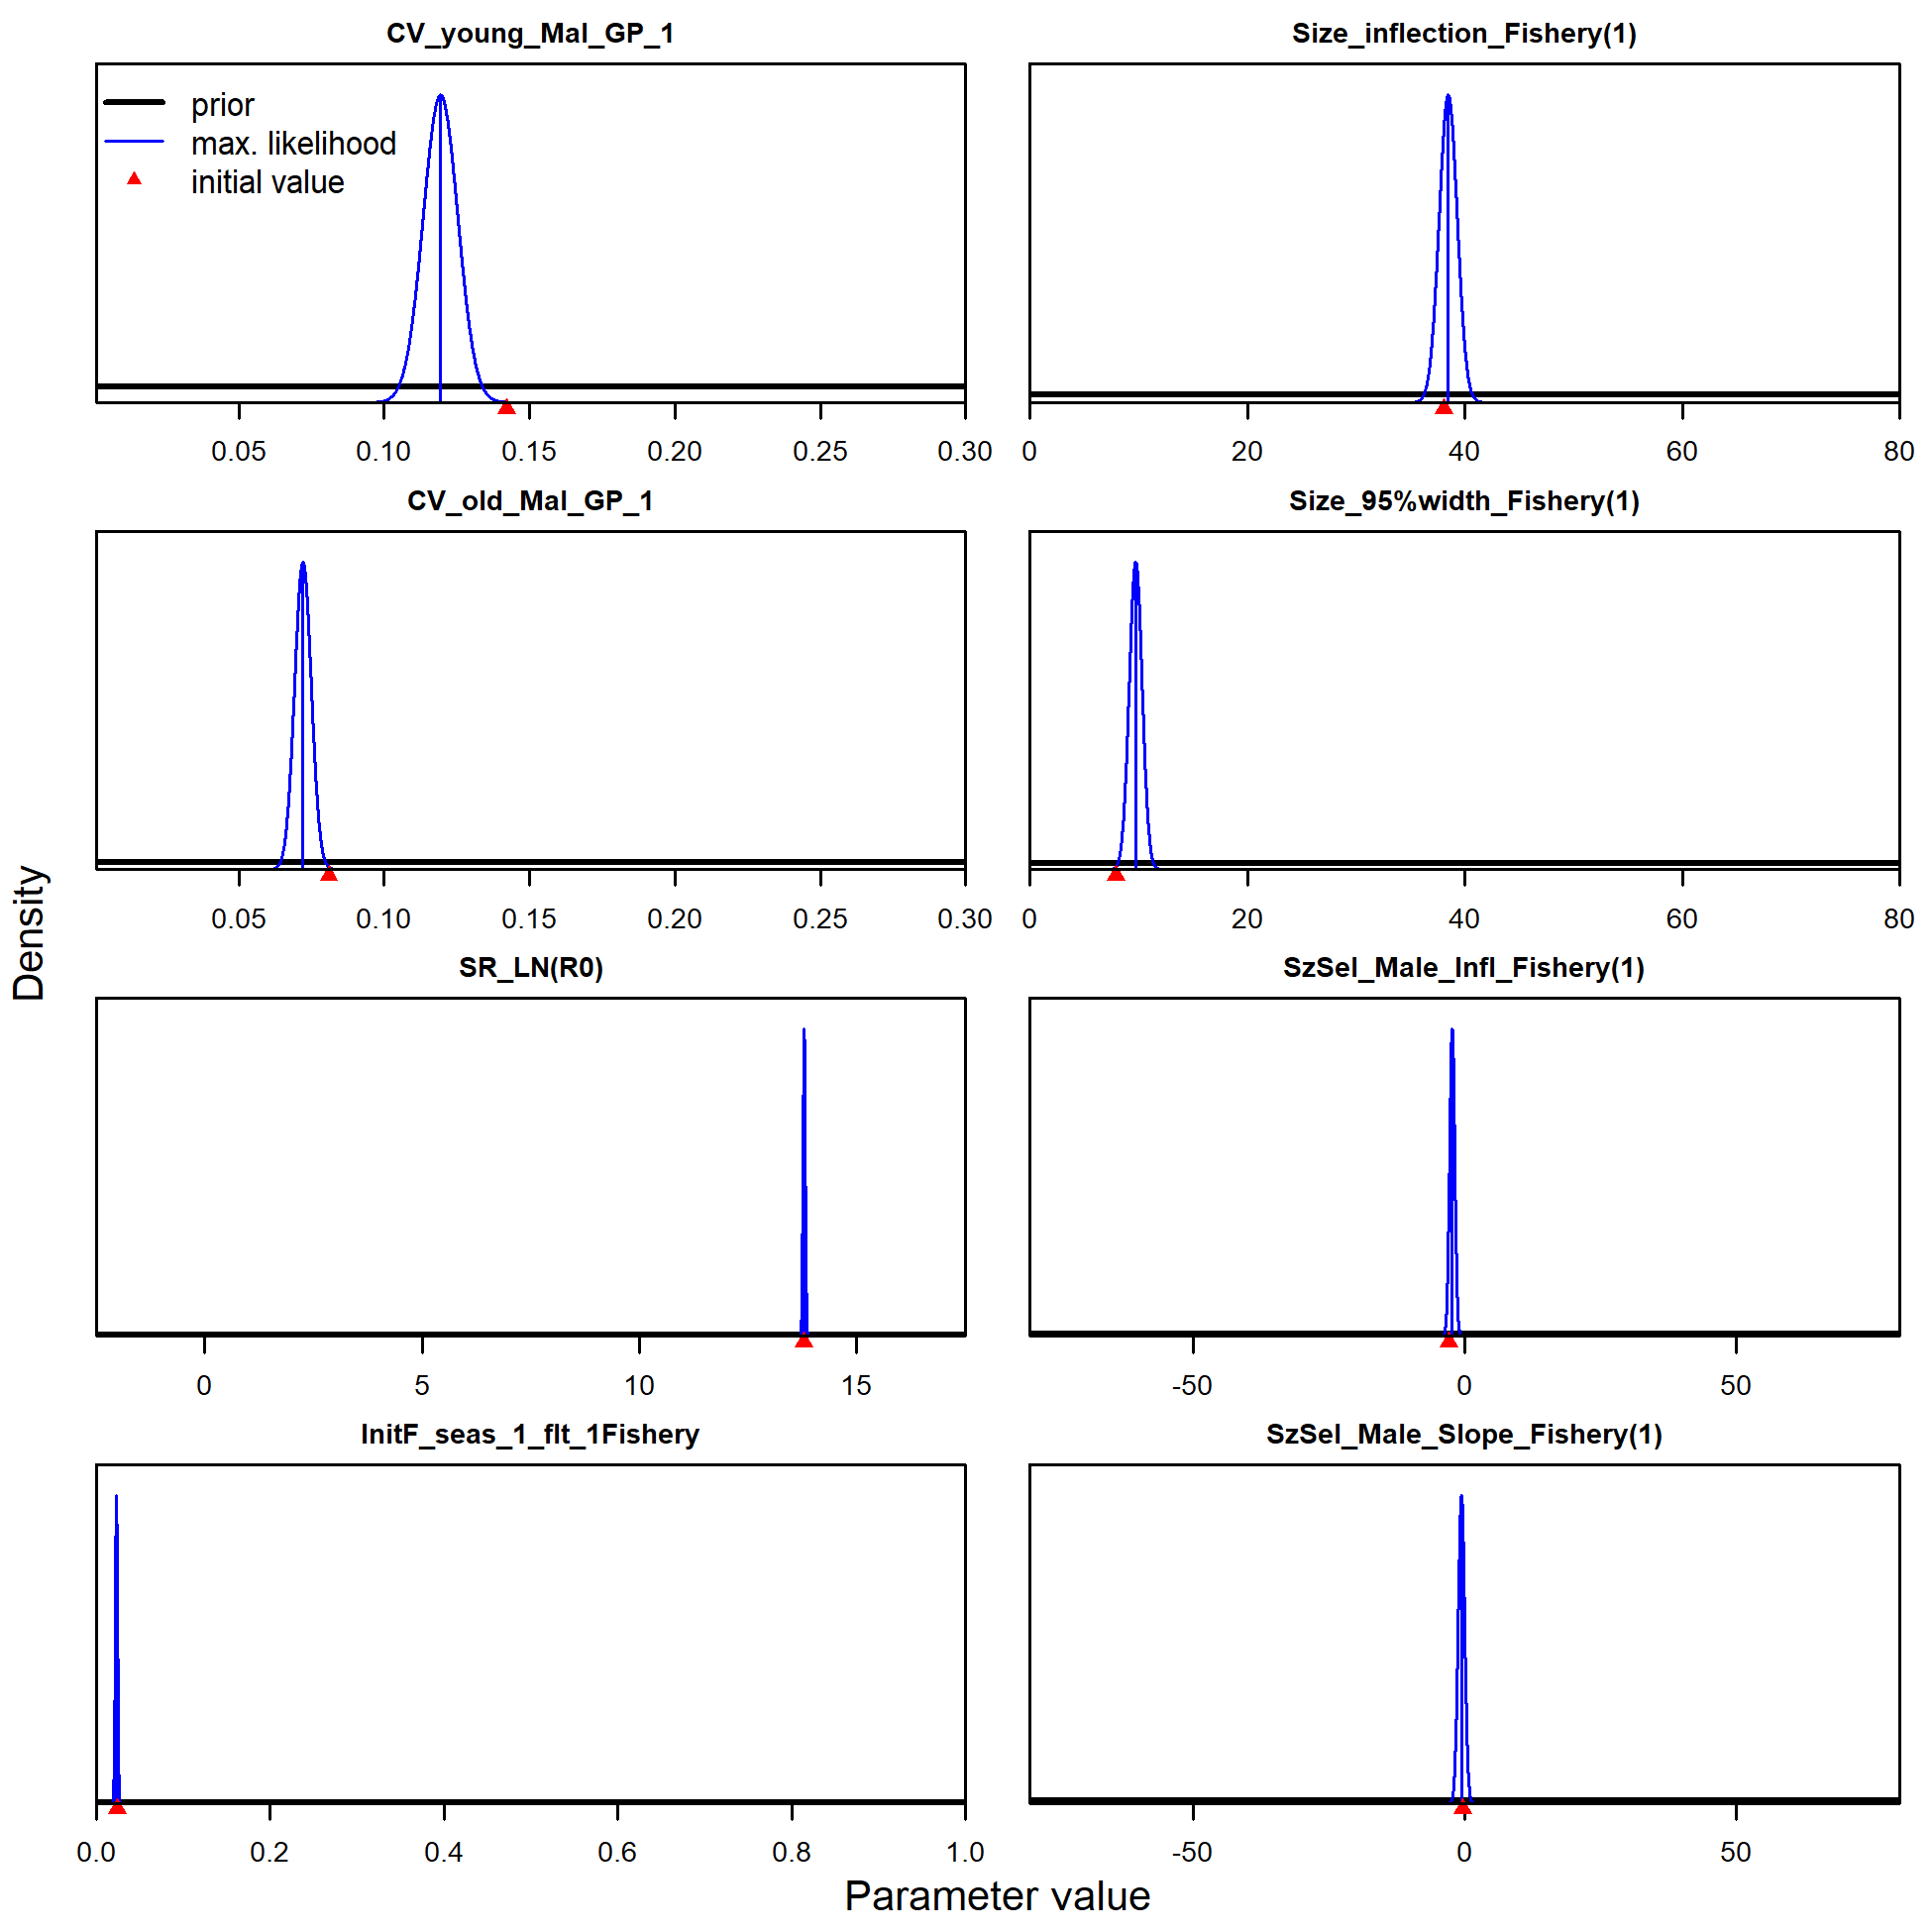 CV_young_Mal_GP_1
prior
max. likelihood
initial value
0.05 0.10 0.15 0.20 0.25 0.30
Size_inflection_Fishery(1)
0 20 40 60 80
CV_old_Mal_GP_1
0.05 0.10 0.15 0.20 0.25 0.30
Size_95%width_Fishery(1)
0 20 40 60 80
SR_LN(R0)
0 5 10 15
SzSel_Male_Infl_Fishery(1)
-50 0 50
InitF_seas_1_flt_1Fishery
0.0 0.2 0.4 0.6 0.8 1.0
SzSel_Male_Slope_Fishery(1)
-50 0 50
Density
Parameter value